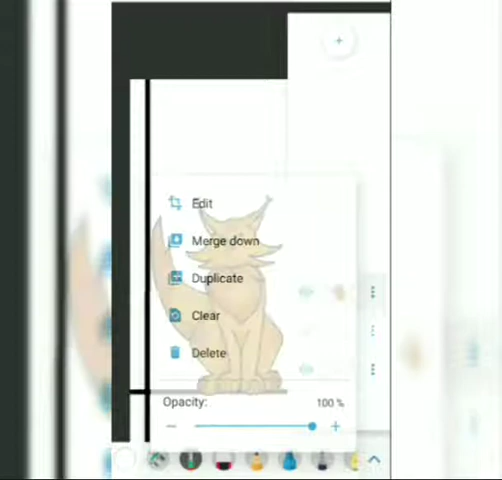 Edit
Merge down
Duplicate
Clear
Delete
Opacity: 100 %